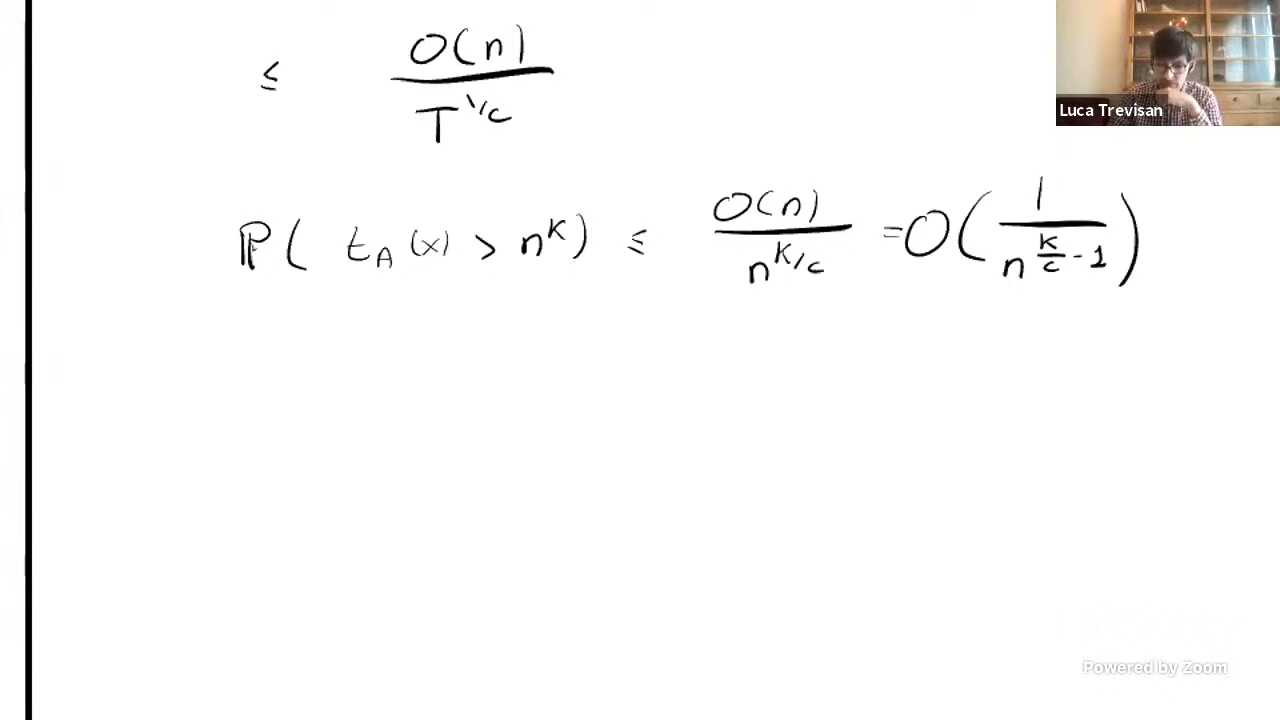 ≤ O(n) / T^{1/c}
Luca Trevisan
ℙ( t_A(x) > n^k ) ≤ O(n) / n^{k/c} = O( 1 / n^{k/c - 1} )
Powered by Zoom